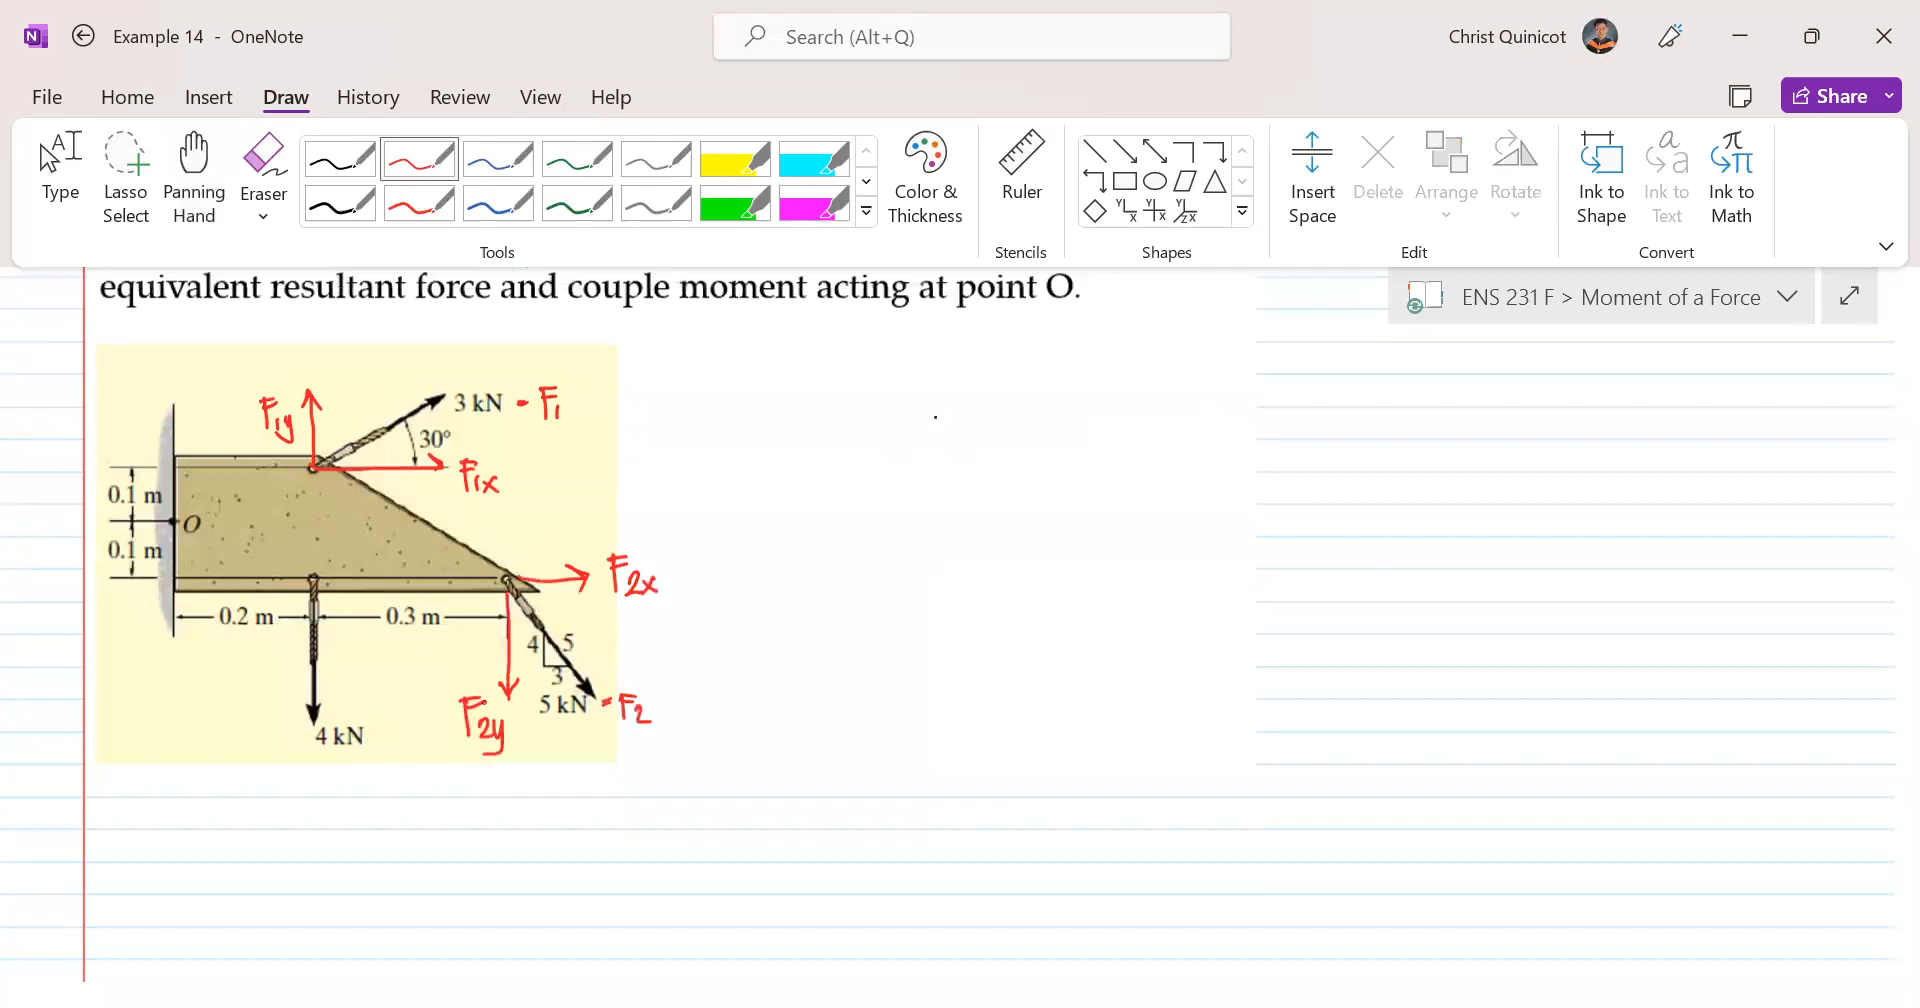 Example 14 - OneNote
Search (Alt+Q)
Christ Quinicot
File Home Insert Draw History Review View Help
Share
Type
Lasso Select
Panning Hand
Eraser
Color & Thickness
Ruler
Insert Space
Delete
Arrange
Rotate
Ink to Shape
Ink to Text
Ink to Math
Tools
Stencils
Shapes
Edit
Convert
equivalent resultant force and couple moment acting at point O.
ENS 231 F > Moment of a Force
F1y
3 kN = F1
30°
F1x
0.1 m
O
0.1 m
F2x
0.2 m
0.3 m
4
5
3
5 kN = F2
F2y
4 kN